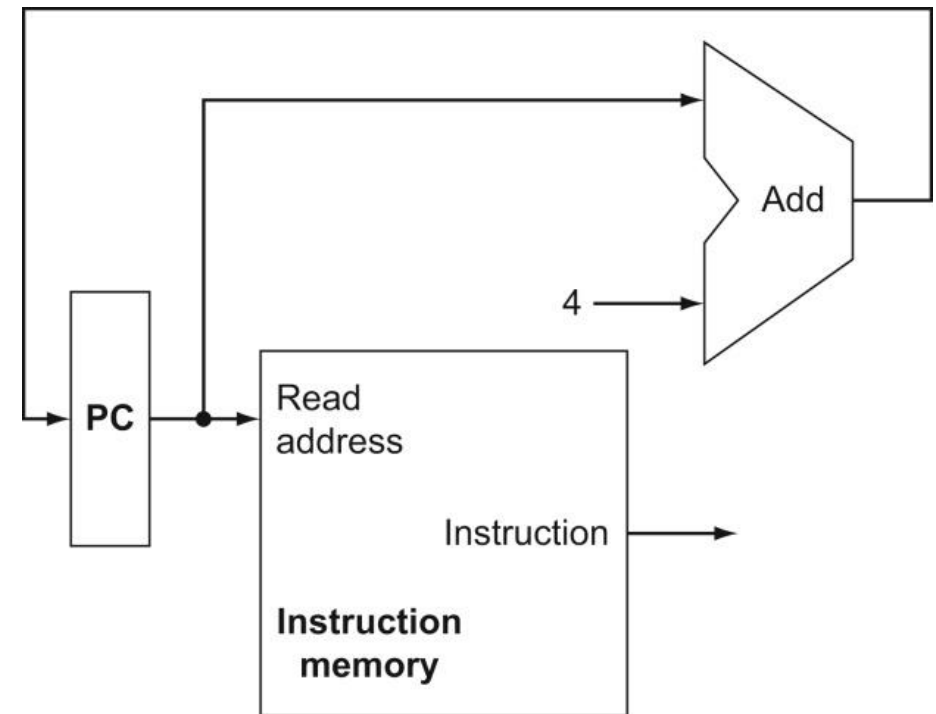 Add
4
PC
Read
address
Instruction
Instruction
memory